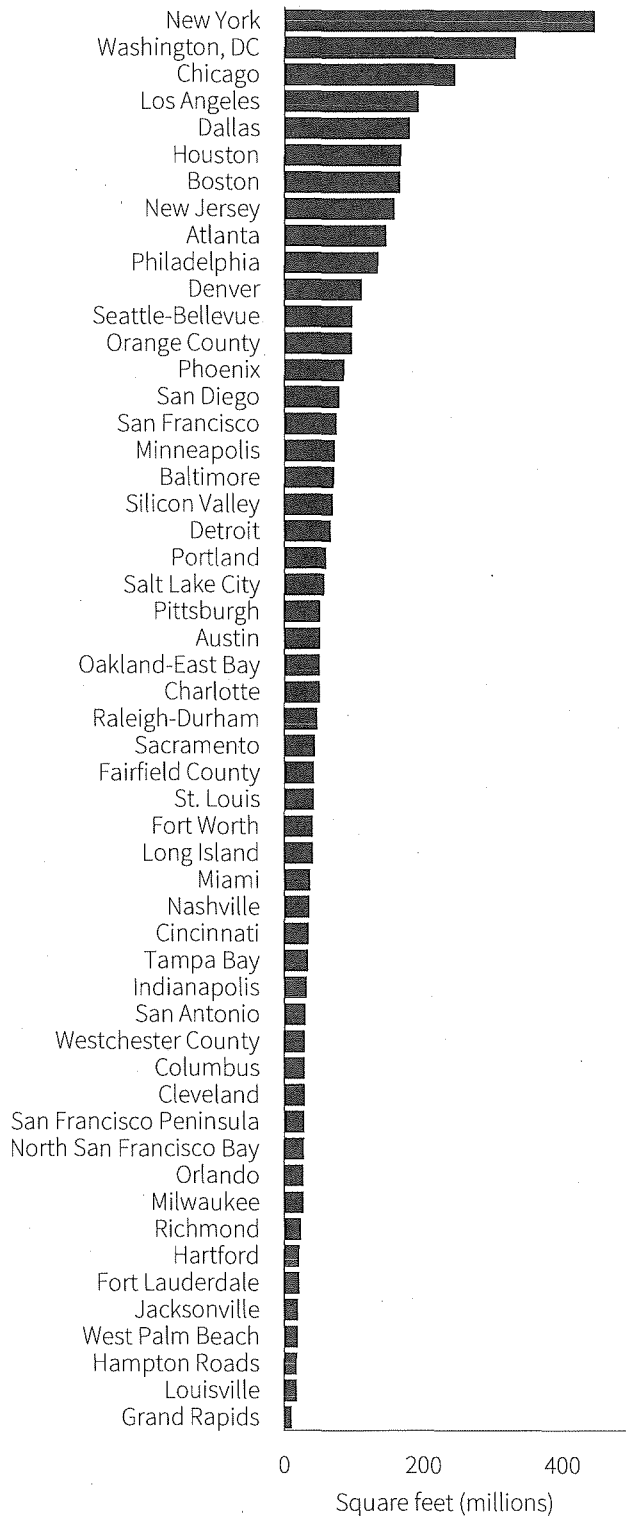 New York
Washington, DC
Chicago
Los Angeles
Dallas
Houston
Boston
New Jersey
Atlanta
Philadelphia
Denver
Seattle-Bellevue
Orange County
Phoenix
San Diego
San Francisco
Minneapolis
Baltimore
Silicon Valley
Detroit
Portland
Salt Lake City
Pittsburgh
Austin
Oakland-East Bay
Charlotte
Raleigh-Durham
Sacramento
Fairfield County
St. Louis
Fort Worth
Long Island
Miami
Nashville
Cincinnati
Tampa Bay
Indianapolis
San Antonio
Westchester County
Columbus
Cleveland
San Francisco Peninsula
North San Francisco Bay
Orlando
Milwaukee
Richmond
Hartford
Fort Lauderdale
Jacksonville
West Palm Beach
Hampton Roads
Louisville
Grand Rapids
0 200 400
Square feet (millions)